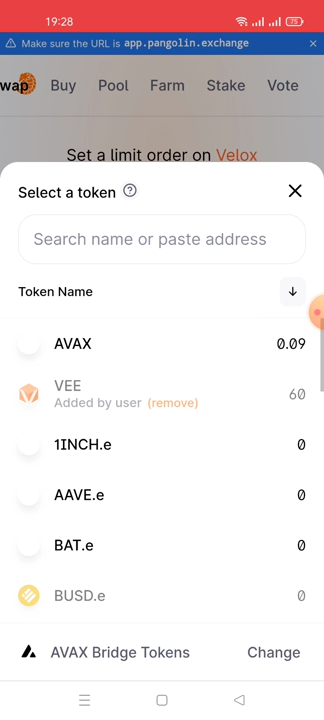 19:28
75
Make sure the URL is app.pangolin.exchange
wap Buy Pool Farm Stake Vote
Set a limit order on Velox
Select a token ?
Search name or paste address
Token Name
AVAX 0.09
VEE 60
Added by user (remove)
1INCH.e 0
AAVE.e 0
BAT.e 0
BUSD.e 0
AVAX Bridge Tokens Change